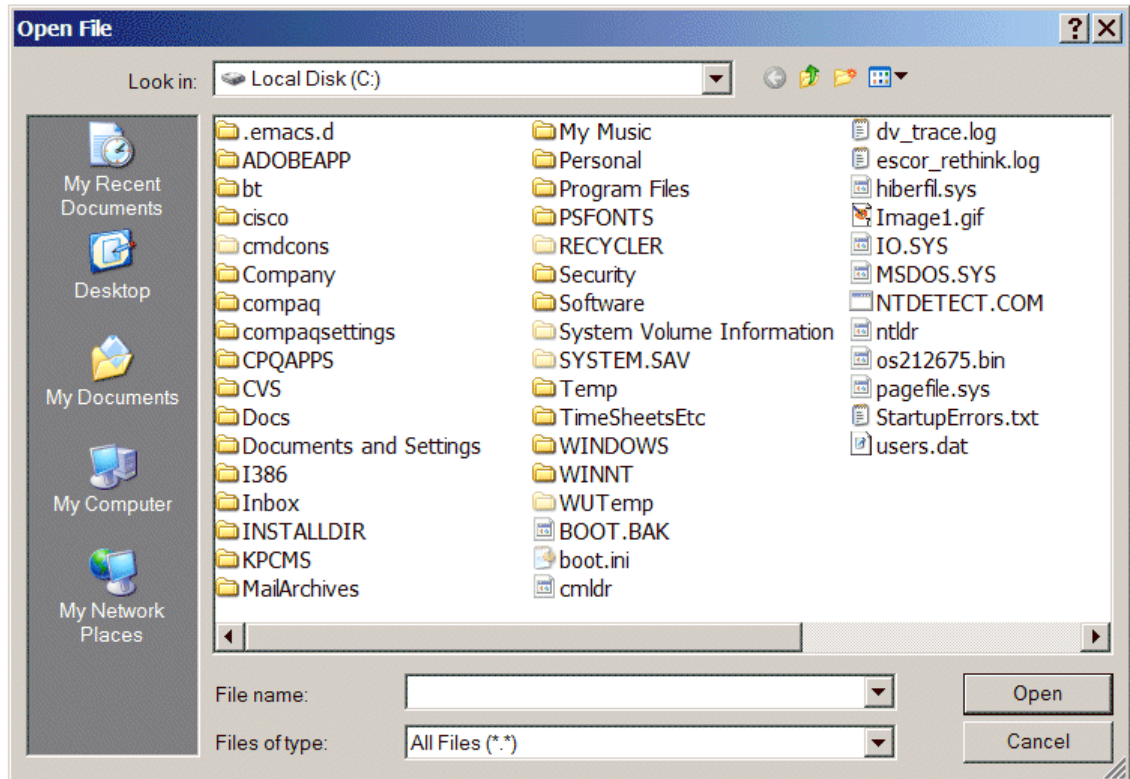 Open File
Look in:
Local Disk (C:)
My Recent
Documents
Desktop
My Documents
My Computer
My Network
Places
.emacs.d
ADOBEAPP
bt
cisco
cmdcons
Company
compaq
compaqsettings
CPQAPPS
CVS
Docs
Documents and Settings
I386
Inbox
INSTALLDIR
KPCMS
MailArchives
My Music
Personal
Program Files
PSFONTS
RECYCLER
Security
Software
System Volume Information
SYSTEM.SAV
Temp
TimeSheetsEtc
WINDOWS
WINNT
WUTemp
BOOT.BAK
boot.ini
cmldr
dv_trace.log
escor_rethink.log
hiberfil.sys
Image1.gif
IO.SYS
MSDOS.SYS
NTDETECT.COM
ntldr
os212675.bin
pagefile.sys
StartupErrors.txt
users.dat
File name:
Open
Files of type:
All Files (*.*)
Cancel